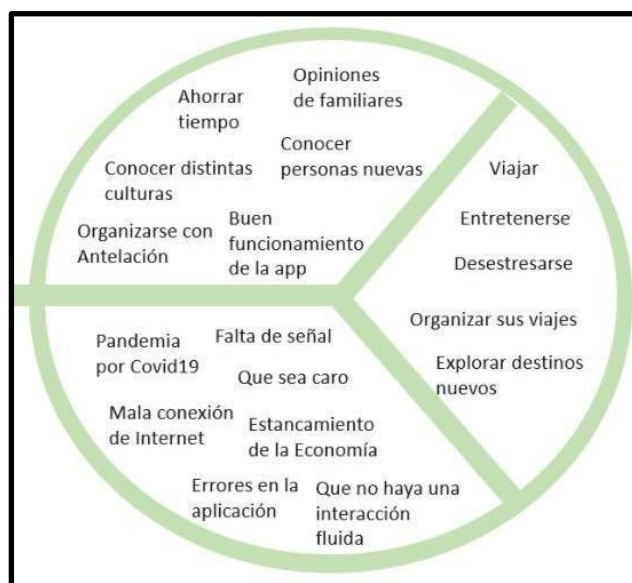 Opiniones
de familiares
Ahorrar
tiempo
Conocer
personas nuevas
Conocer distintas
culturas
Organizarse con
Antelación
Buen
funcionamiento
de la app
Viajar
Entretenerse
Desestresarse
Organizar sus viajes
Explorar destinos
nuevos
Pandemia
por Covid19
Falta de señal
Que sea caro
Mala conexión
de Internet
Estancamiento
de la Economía
Errores en la
aplicación
Que no haya una
interacción
fluida